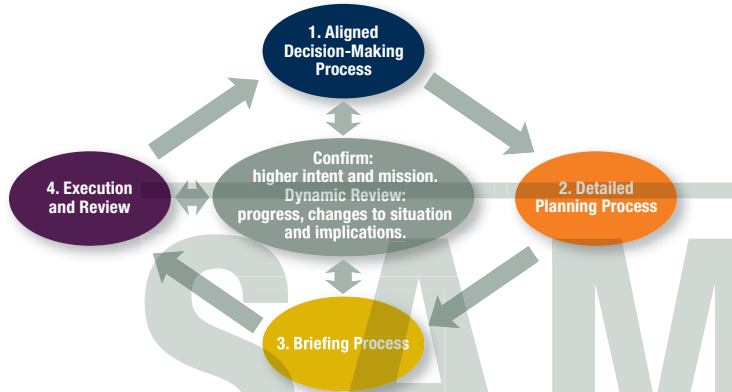 1. Aligned
Decision-Making
Process
Confirm:
higher intent and mission.
Dynamic Review:
progress, changes to situation
and implications.
4. Execution
and Review
2. Detailed
Planning Process
3. Briefing Process
SAM